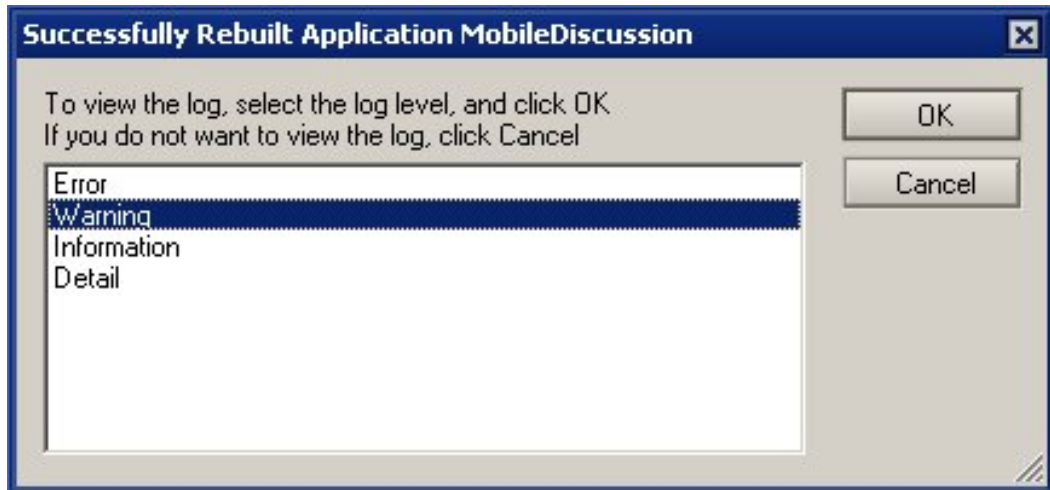 Successfully Rebuilt Application MobileDiscussion
To view the log, select the log level, and click OK
If you do not want to view the log, click Cancel
Error
Warning
Information
Detail
OK
Cancel